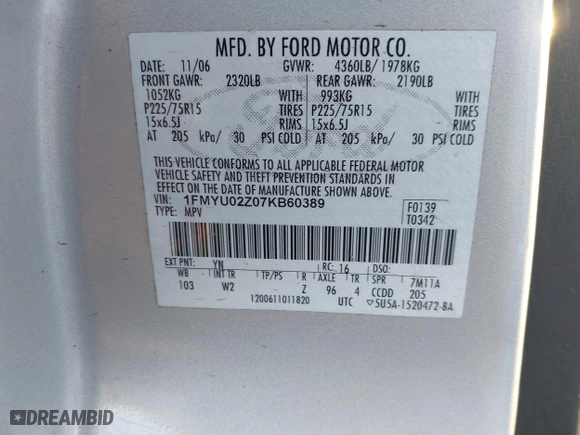 MFD. BY FORD MOTOR CO.
DATE: 11/06 GVWR: 4360LB/1978KG
FRONT GAWR: 2320LB REAR GAWR: 2190LB
1052KG WITH 993KG WITH
P225/75R15 TIRES P225/75R15 TIRES
15x6.5J RIMS 15x6.5J RIMS
AT 205 kPa/ 30 PSI COLD AT 205 kPa/ 30 PSI COLD
THIS VEHICLE CONFORMS TO ALL APPLICABLE FEDERAL MOTOR
VEHICLE SAFETY AND THEFT PREVENTION STANDARDS IN
EFFECT ON THE DATE OF MANUFACTURE SHOWN ABOVE.
VIN: 1FMYU02Z07KB60389 F0139
TYPE: MPV T0342
EXT PNT: YN RC: 16 DSO:
WB INT TR TP/PS R AXLE TR SPR 7M11A
103 W2 Z 96 4 CCDD 205
1200611011820 UTC ▽5U5A-1520472-BA
DREAMBID